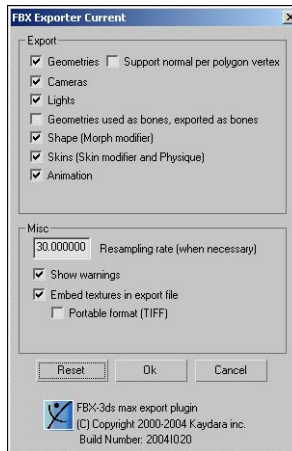 FBX Exporter Current
Export
Geometries Support normal per polygon vertex
Cameras
Lights
Geometries used as bones, exported as bones
Shape (Morph modifier)
Skins (Skin modifier and Physique)
Animation
Misc
30.000000 Resampling rate (when necessary)
Show warnings
Embed textures in export file
Portable format (TIFF)
Reset Ok Cancel
FBX-3ds max export plugin
(C) Copyright 2000-2004 Kaydara inc.
Build Number: 20041020